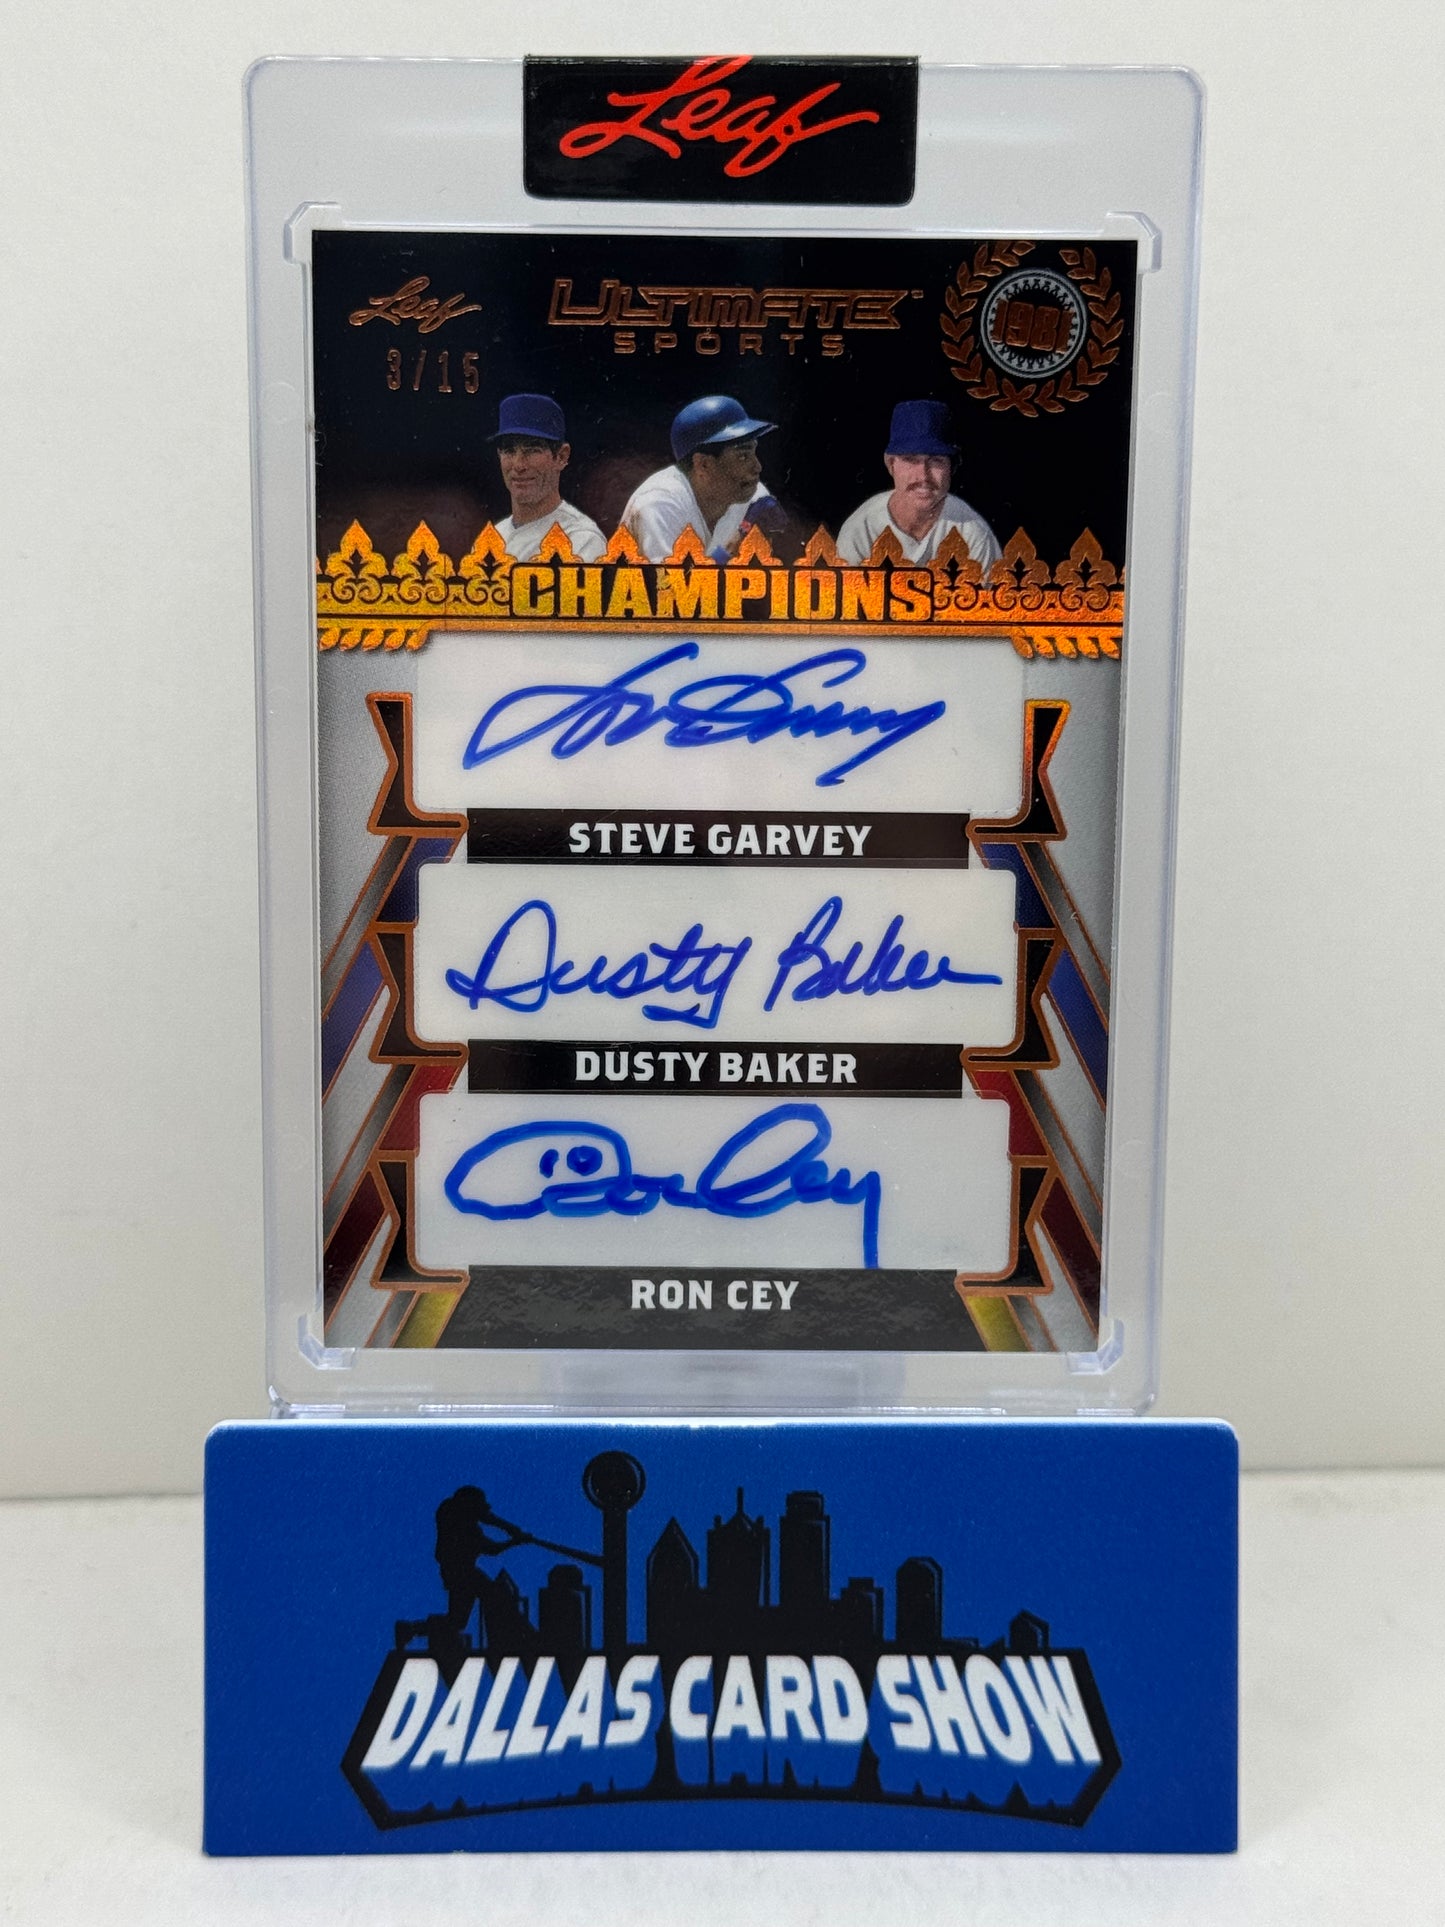 Leaf
Leaf
ULTIMATE
SPORTS
1981
3/15
CHAMPIONS
STEVE GARVEY
Dusty Baker
DUSTY BAKER
RON CEY
DALLAS CARD SHOW